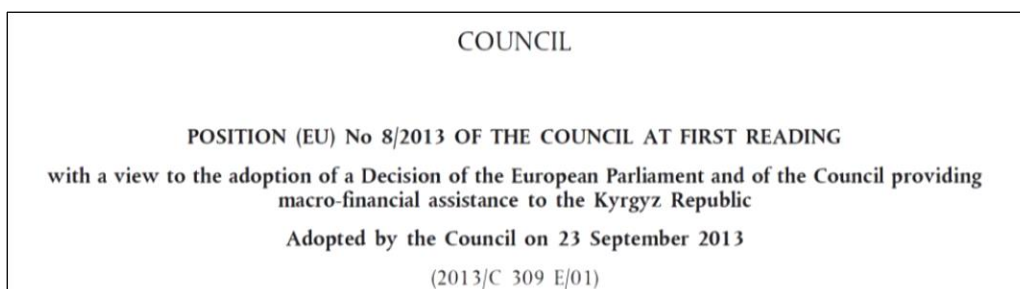 COUNCIL
POSITION (EU) No 8/2013 OF THE COUNCIL AT FIRST READING
with a view to the adoption of a Decision of the European Parliament and of the Council providing
macro-financial assistance to the Kyrgyz Republic
Adopted by the Council on 23 September 2013
(2013/C 309 E/01)